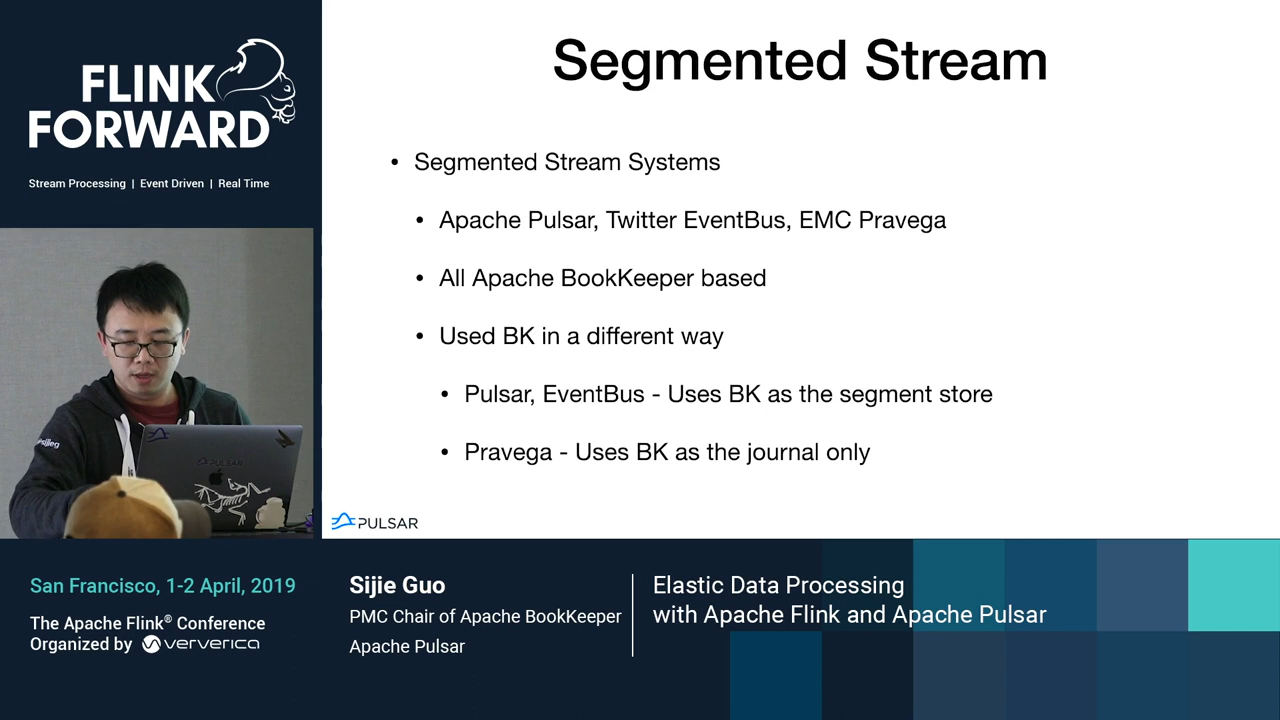 FLINK
FORWARD
Stream Processing | Event Driven | Real Time
Segmented Stream
• Segmented Stream Systems
• Apache Pulsar, Twitter EventBus, EMC Pravega
• All Apache BookKeeper based
• Used BK in a different way
• Pulsar, EventBus - Uses BK as the segment store
• Pravega - Uses BK as the journal only
PULSAR
PULSAR
San Francisco, 1-2 April, 2019
The Apache Flink® Conference
Organized by ververica
Sijie Guo
PMC Chair of Apache BookKeeper
Apache Pulsar
Elastic Data Processing
with Apache Flink and Apache Pulsar